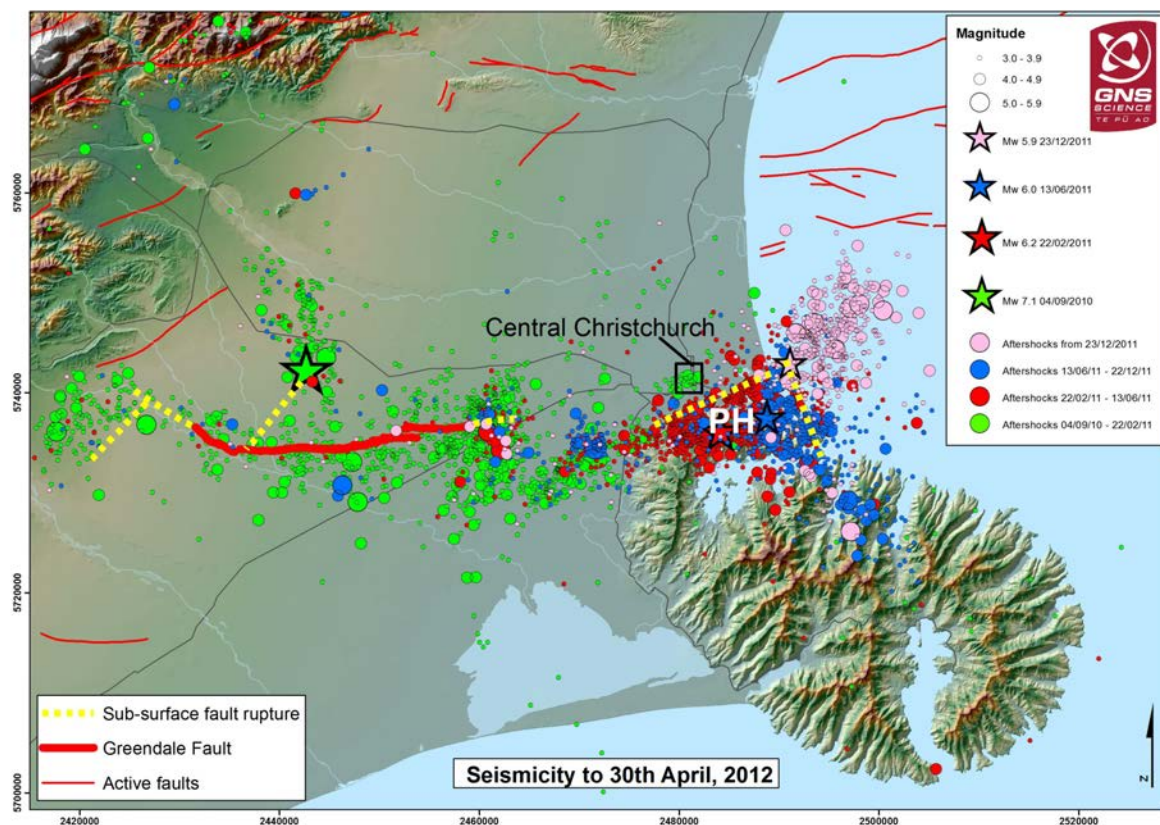 Magnitude
3.0 - 3.9
4.0 - 4.9
5.0 - 5.9
Mw 5.9 23/12/2011
Mw 6.0 13/06/2011
Mw 6.2 22/02/2011
Mw 7.1 04/09/2010
Aftershocks from 23/12/2011
Aftershocks 13/06/11 - 22/12/11
Aftershocks 22/02/11 - 13/06/11
Aftershocks 04/09/10 - 22/02/11
GNS
SCIENCE
TE PŪ AO
Central Christchurch
PH
Sub-surface fault rupture
Greendale Fault
Active faults
Seismicity to 30th April, 2012
N
5760000
5740000
5720000
5700000
2420000
2440000
2460000
2480000
2500000
2520000